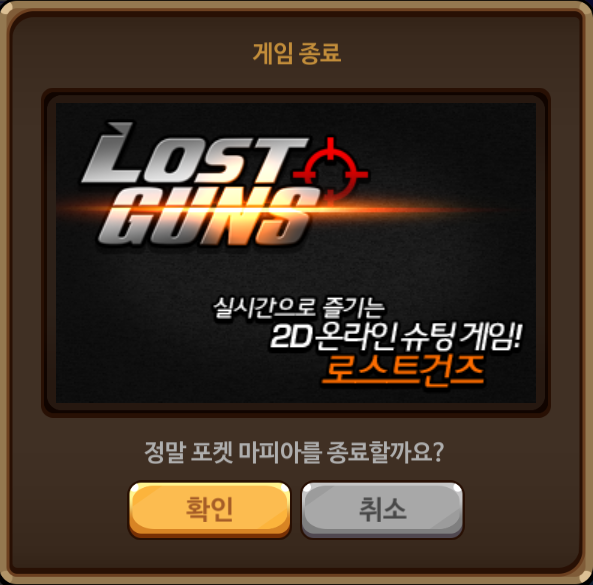 게임 종료
LOST
GUNS
실시간으로 즐기는
2D 온라인 슈팅 게임!
로스트건즈
정말 포켓 마피아를 종료할까요?
확인
취소